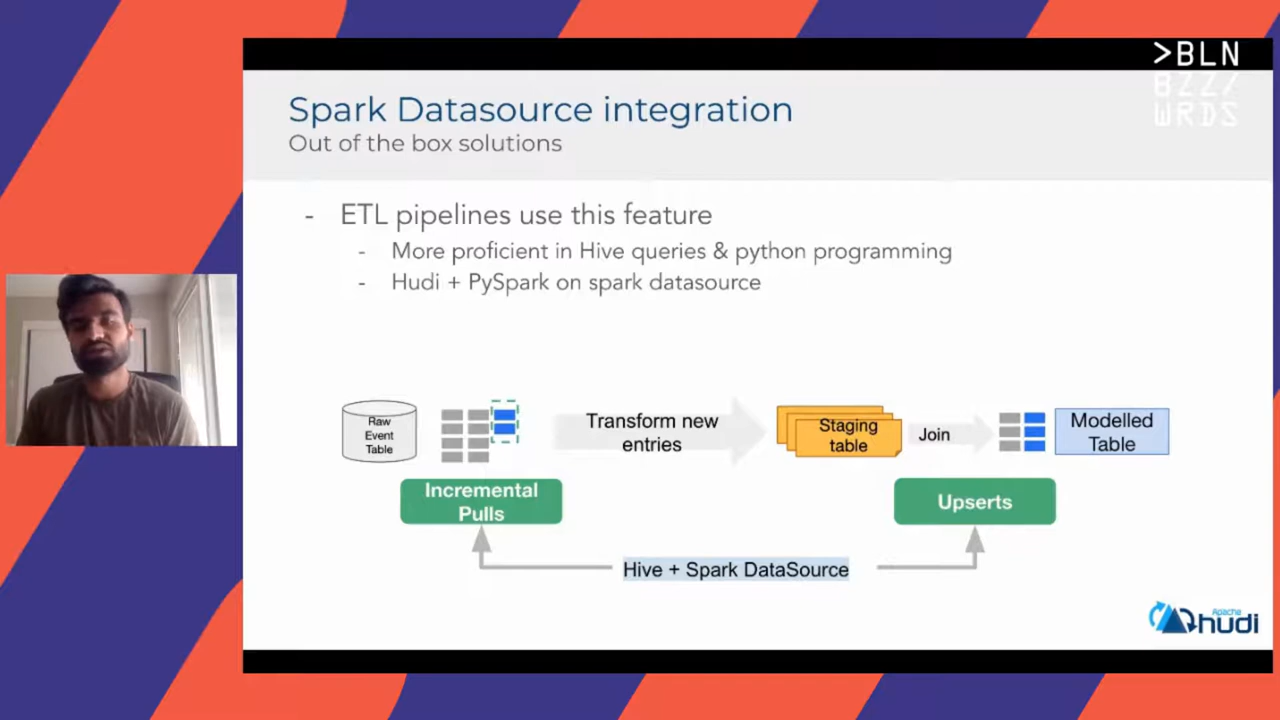 >BLN
BZZ/
WRDS
Spark Datasource integration
Out of the box solutions
- ETL pipelines use this feature
- More proficient in Hive queries & python programming
- Hudi + PySpark on spark datasource
Raw
Event
Table
Transform new
entries
Staging
table
Join
Modelled
Table
Incremental
Pulls
Upserts
Hive + Spark DataSource
Apache
hudi